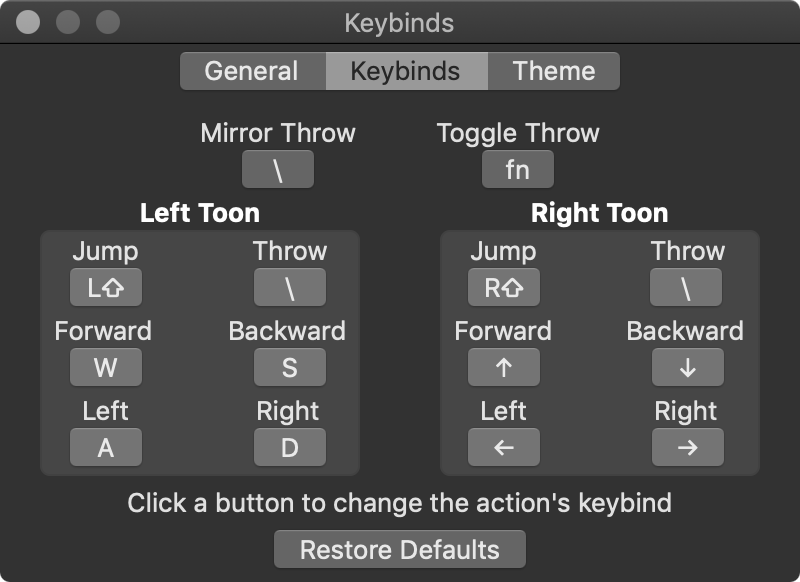 Keybinds
General Keybinds Theme
Mirror Throw Toggle Throw
\ fn
Left Toon Right Toon
Jump Throw Jump Throw
L⇧ \ R⇧ \
Forward Backward Forward Backward
W S ↑ ↓
Left Right Left Right
A D ← →
Click a button to change the action's keybind
Restore Defaults